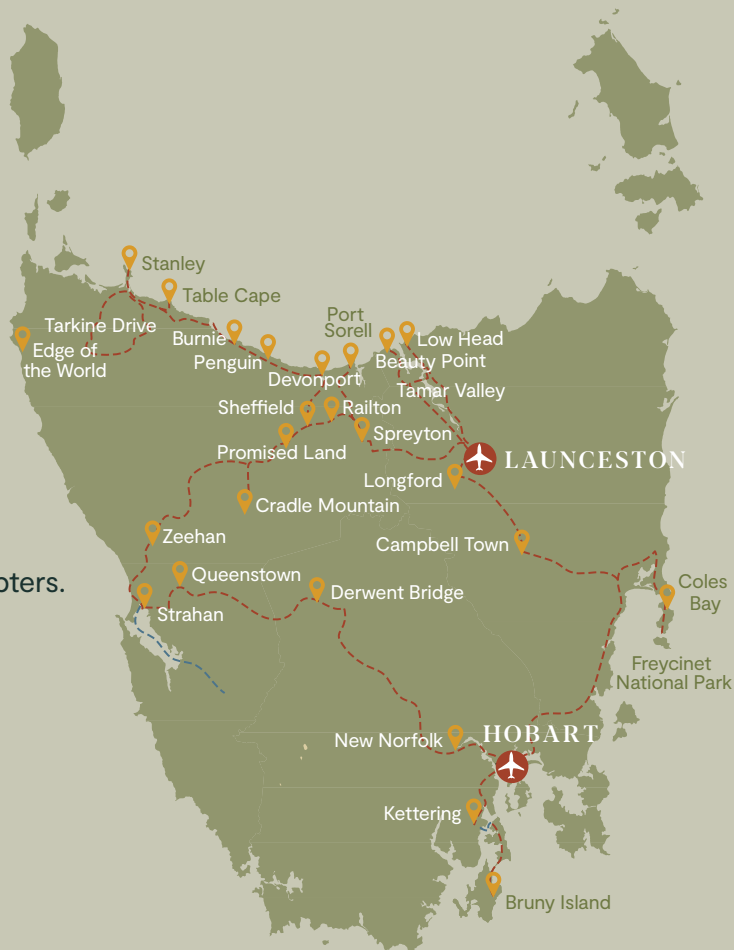 Stanley
Table Cape
Port
Sorell
Tarkine Drive
Burnie
Low Head
Edge of
the World
Penguin
Beauty Point
Devonport
Tamar Valley
Sheffield
Railton
Spreyton
Promised Land
LAUNCESTON
Longford
Cradle Mountain
Zeehan
Campbell Town
Queenstown
oters.
Derwent Bridge
Coles
Bay
Strahan
Freycinet
National Park
New Norfolk
HOBART
Kettering
Bruny Island